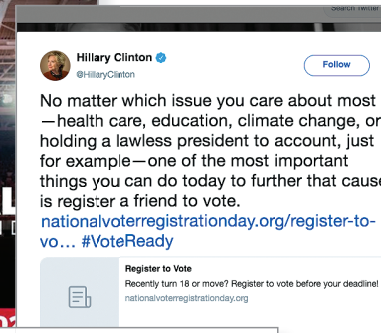 Search Twitter
Hillary Clinton
@HillaryClinton
Follow
No matter which issue you care about most
—health care, education, climate change, or
holding a lawless president to account, just
for example—one of the most important
things you can do today to further that cause
is register a friend to vote.
nationalvoterregistrationday.org/register-to-
vo… #VoteReady
Register to Vote
Recently turn 18 or move? Register to vote before your deadline!
nationalvoterregistrationday.org